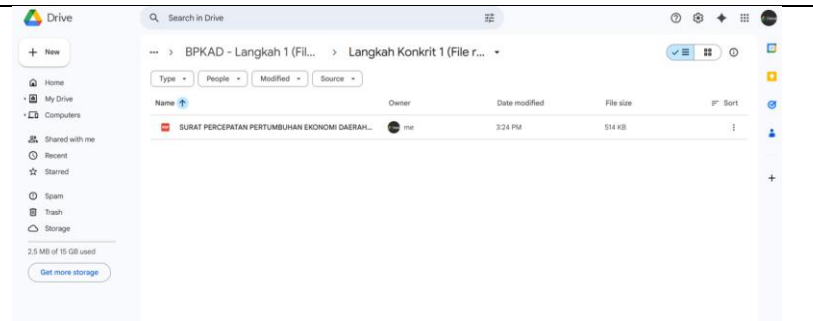 Drive
Search in Drive
New
... > BPKAD - Langkah 1 (Fil... > Langkah Konkrit 1 (File r...
Type People Modified Source
Home
My Drive
Computers
Shared with me
Recent
Starred
Spam
Trash
Storage
2.5 MB of 15 GB used
Get more storage
Name Owner Date modified File size Sort
SURAT PERCEPATAN PERTUMBUHAN EKONOMI DAERAH... me 3:24 PM 514 KB